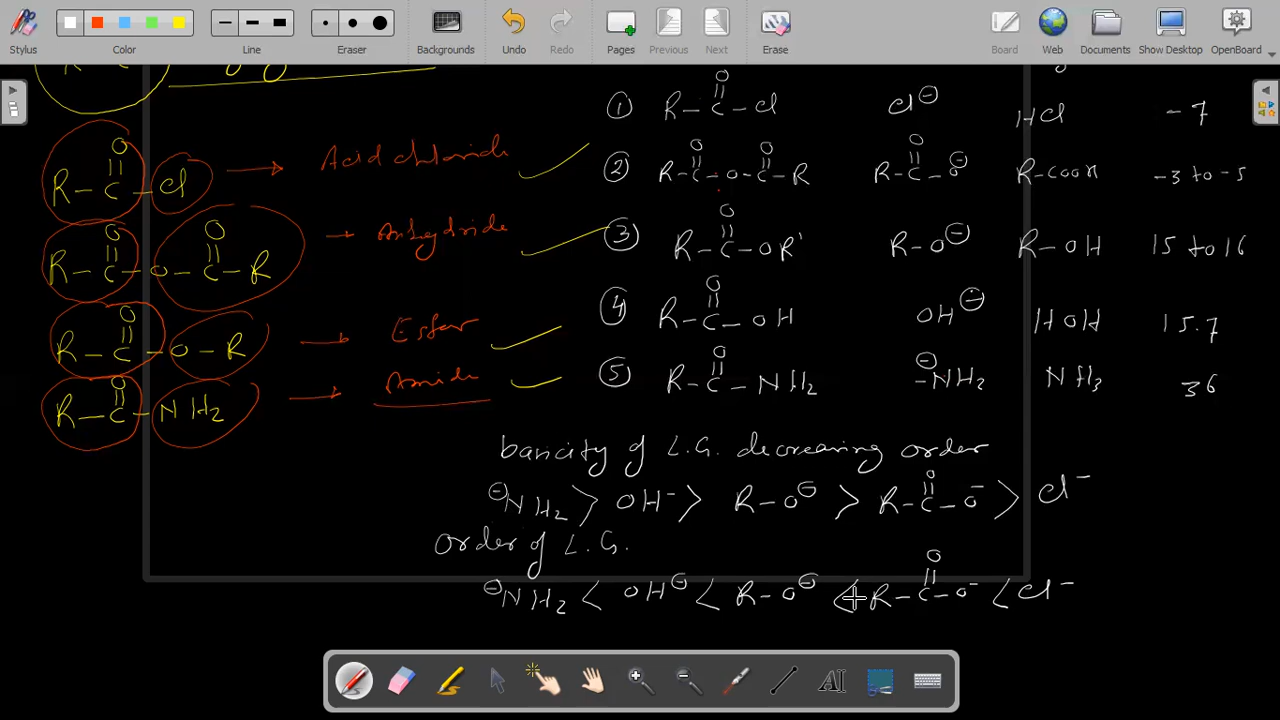 Stylus Color Line Eraser Backgrounds Undo Redo Pages Previous Next Erase Board Web Documents Show Desktop OpenBoard
R-C(=O)-Cl → Acid chloride
R-C(=O)-O-C(=O)-R → Anhydride
R-C(=O)-O-R → Ester
R-C(=O)-NH2 → Amide
① R-C(=O)-Cl Cl⊖ HCl -7
② R-C(=O)-O-C(=O)-R R-C(=O)-O⊖ R-COOH -3 to -5
③ R-C(=O)-OR' R-O⊖ R-OH 15 to 16
④ R-C(=O)-OH OH⊖ HOH 15.7
⑤ R-C(=O)-NH2 ⊖NH2 NH3 36
bancity of L.G. decreaning order
⊖NH2 > OH- > R-O⊖ > R-C(=O)-O- > Cl-
order of L.G.
⊖NH2 < OH⊖ < R-O⊖ < R-C(=O)-O- < Cl-